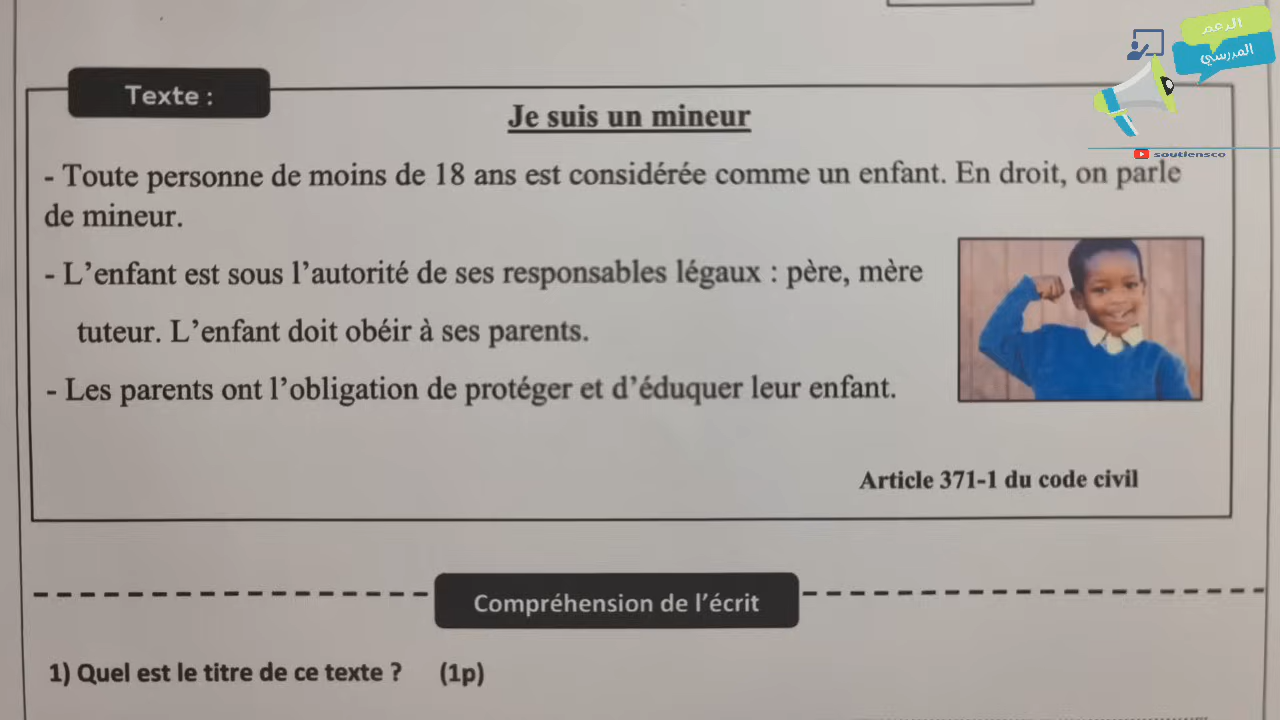 الدعم
المدرسي
soutiensco
Texte :
Je suis un mineur
- Toute personne de moins de 18 ans est considérée comme un enfant. En droit, on parle
de mineur.
- L’enfant est sous l’autorité de ses responsables légaux : père, mère
tuteur. L’enfant doit obéir à ses parents.
- Les parents ont l’obligation de protéger et d’éduquer leur enfant.
Article 371-1 du code civil
Compréhension de l’écrit
1) Quel est le titre de ce texte ? (1p)